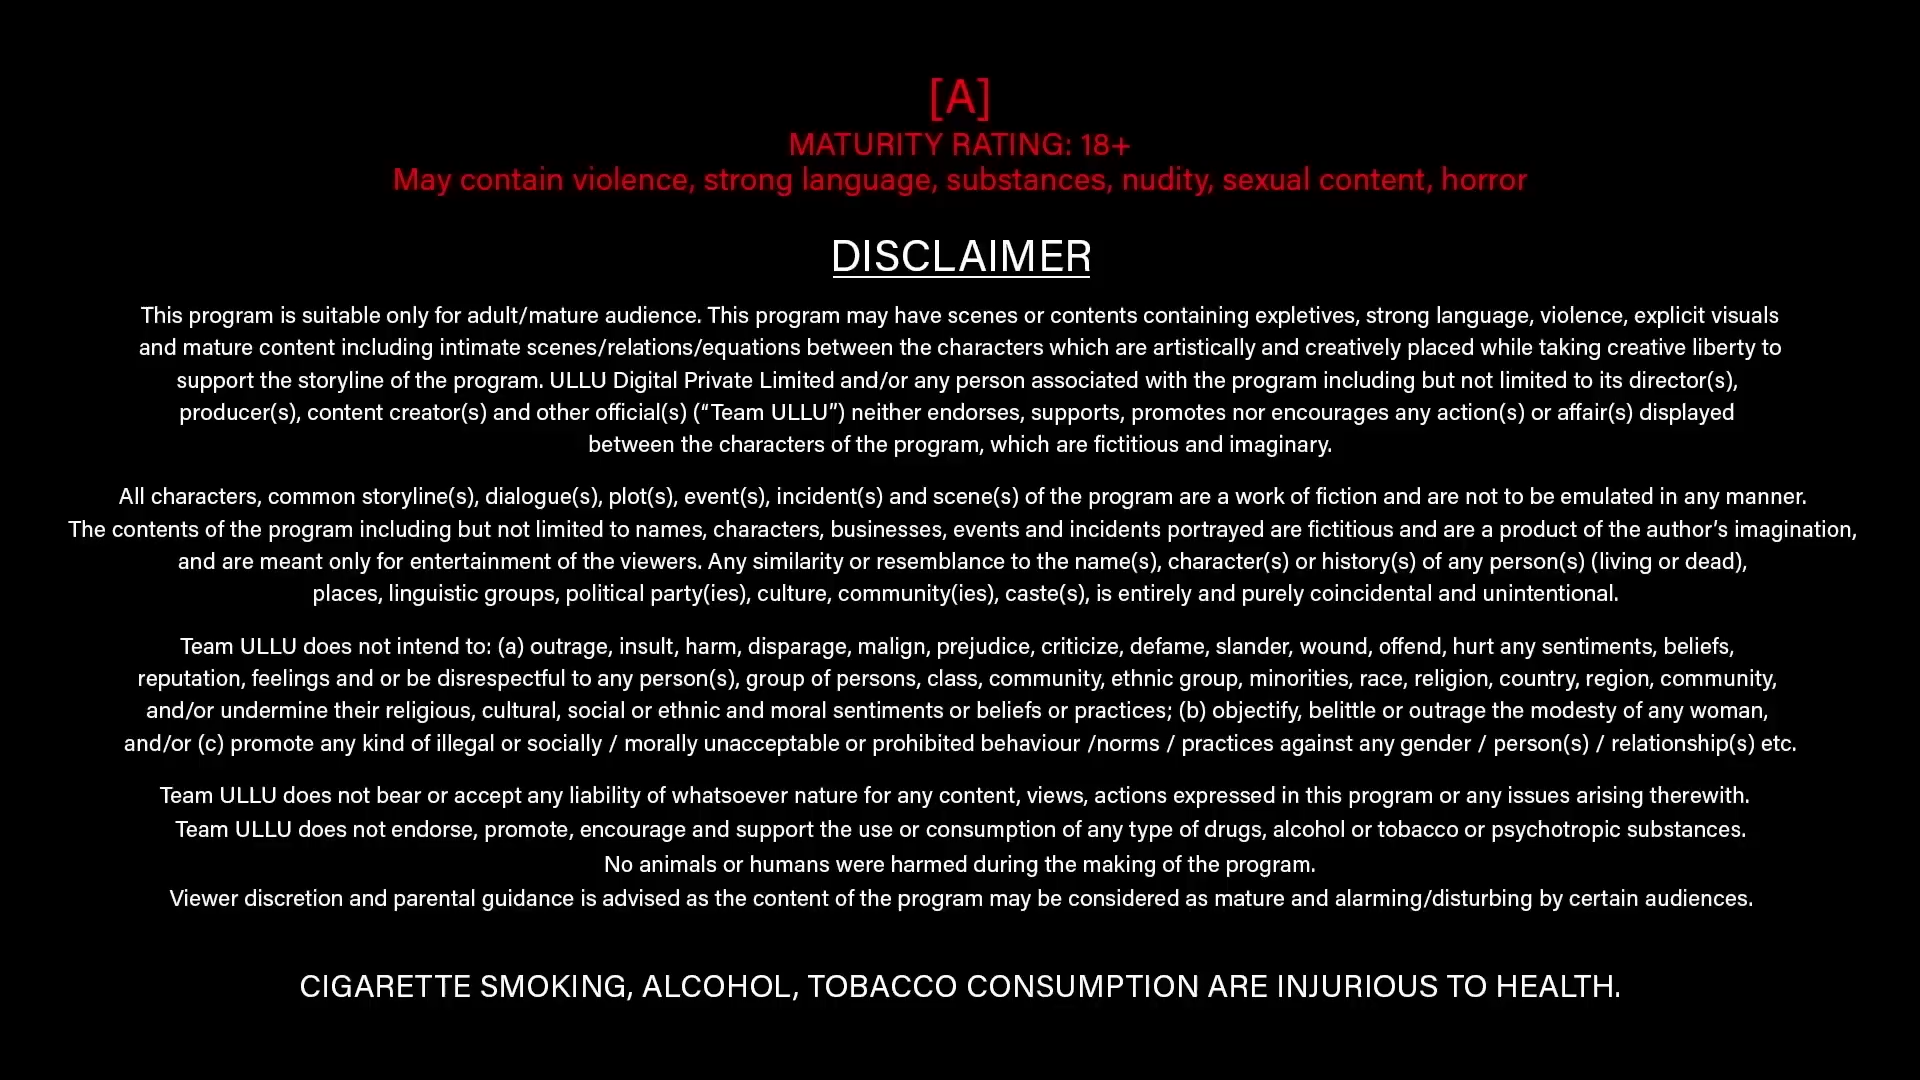 [A]
MATURITY RATING: 18+
May contain violence, strong language, substances, nudity, sexual content, horror
DISCLAIMER
This program is suitable only for adult/mature audience. This program may have scenes or contents containing expletives, strong language, violence, explicit visuals
and mature content including intimate scenes/relations/equations between the characters which are artistically and creatively placed while taking creative liberty to
support the storyline of the program. ULLU Digital Private Limited and/or any person associated with the program including but not limited to its director(s),
producer(s), content creator(s) and other official(s) (“Team ULLU”) neither endorses, supports, promotes nor encourages any action(s) or affair(s) displayed
between the characters of the program, which are fictitious and imaginary.
All characters, common storyline(s), dialogue(s), plot(s), event(s), incident(s) and scene(s) of the program are a work of fiction and are not to be emulated in any manner.
The contents of the program including but not limited to names, characters, businesses, events and incidents portrayed are fictitious and are a product of the author’s imagination,
and are meant only for entertainment of the viewers. Any similarity or resemblance to the name(s), character(s) or history(s) of any person(s) (living or dead),
places, linguistic groups, political party(ies), culture, community(ies), caste(s), is entirely and purely coincidental and unintentional.
Team ULLU does not intend to: (a) outrage, insult, harm, disparage, malign, prejudice, criticize, defame, slander, wound, offend, hurt any sentiments, beliefs,
reputation, feelings and or be disrespectful to any person(s), group of persons, class, community, ethnic group, minorities, race, religion, country, region, community,
and/or undermine their religious, cultural, social or ethnic and moral sentiments or beliefs or practices; (b) objectify, belittle or outrage the modesty of any woman,
and/or (c) promote any kind of illegal or socially / morally unacceptable or prohibited behaviour /norms / practices against any gender / person(s) / relationship(s) etc.
Team ULLU does not bear or accept any liability of whatsoever nature for any content, views, actions expressed in this program or any issues arising therewith.
Team ULLU does not endorse, promote, encourage and support the use or consumption of any type of drugs, alcohol or tobacco or psychotropic substances.
No animals or humans were harmed during the making of the program.
Viewer discretion and parental guidance is advised as the content of the program may be considered as mature and alarming/disturbing by certain audiences.
CIGARETTE SMOKING, ALCOHOL, TOBACCO CONSUMPTION ARE INJURIOUS TO HEALTH.